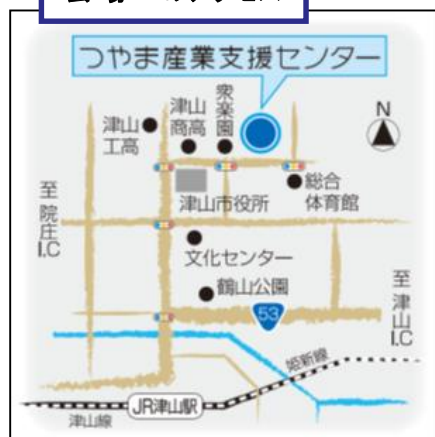 つやま産業支援センター
N
衆楽園
津山
商高
津山
工高
総合
体育館
津山市役所
至院庄I.C
文化センター
鶴山公園
53
至津山I.C
姫新線
JR津山駅
津山線